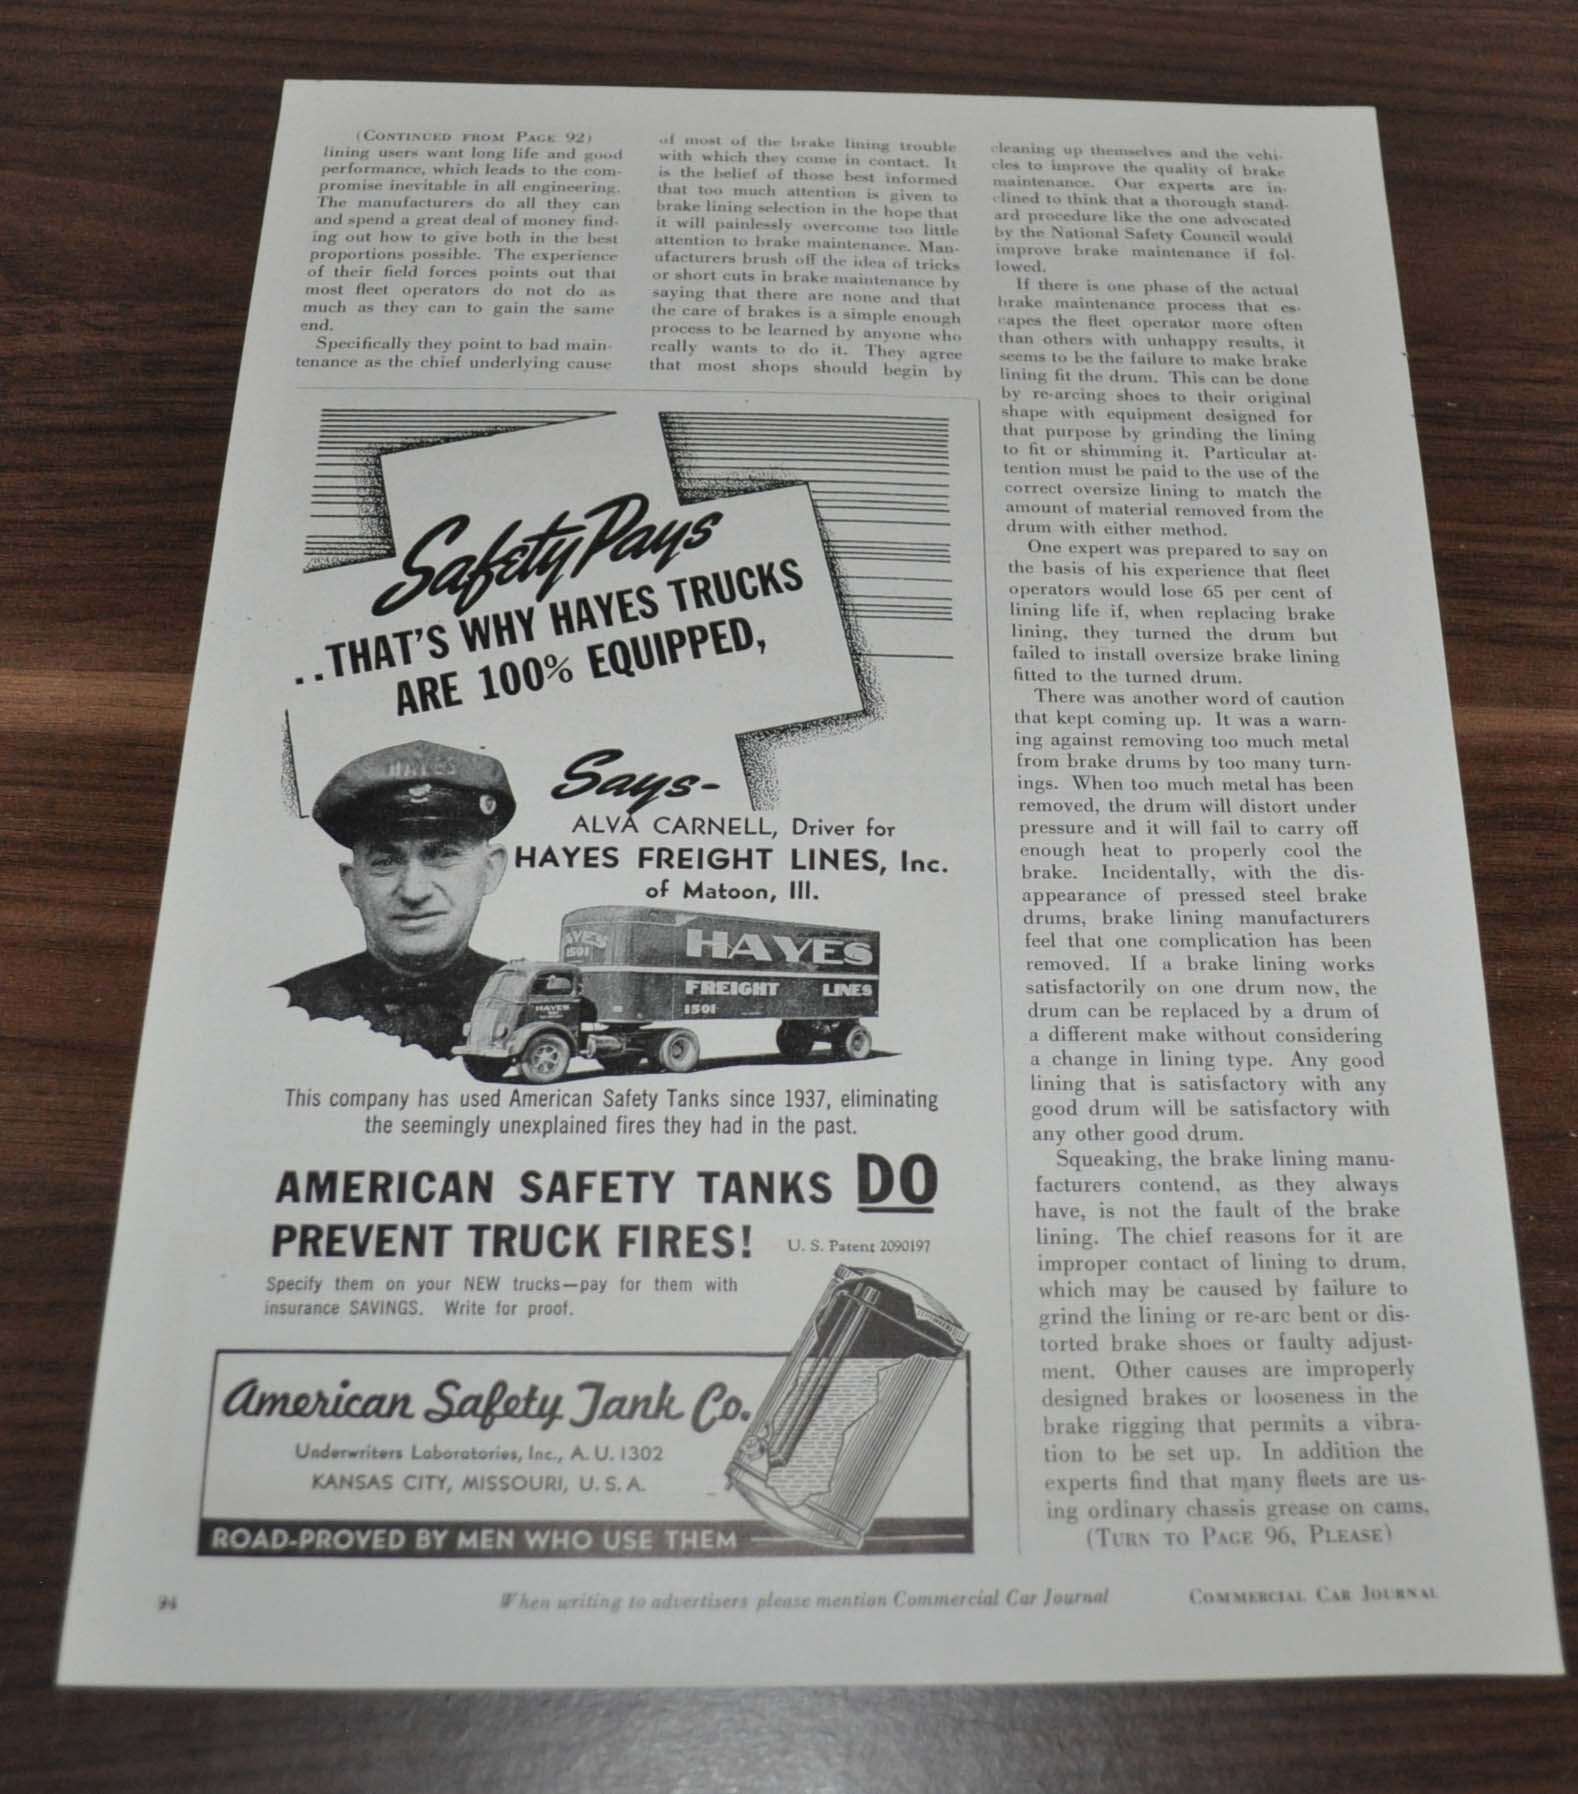 (CONTINUED FROM PAGE 92)
lining users want long life and good
performance, which leads to the com-
promise inevitable in all engineering.
The manufacturers do all they can
and spend a great deal of money find-
ing out how to give both in the best
proportions possible. The experience
of their field forces points out that
most fleet operators do not do as
much as they can to gain the same
end.
Specifically they point to bad main-
tenance as the chief underlying cause
of most of the brake lining trouble
with which they come in contact. It
is the belief of those best informed
that too much attention is given to
brake lining selection in the hope that
it will painlessly overcome too little
attention to brake maintenance. Man-
ufacturers brush off the idea of tricks
or short cuts in brake maintenance by
saying that there are none and that
the care of brakes is a simple enough
process to be learned by anyone who
really wants to do it. They agree
that most shops should begin by
cleaning up themselves and the vehi-
cles to improve the quality of brake
maintenance. Our experts are in-
clined to think that a thorough stand-
ard procedure like the one advocated
by the National Safety Council would
improve brake maintenance if fol-
lowed.
If there is one phase of the actual
brake maintenance process that es-
capes the fleet operator more often
than others with unhappy results, it
seems to be the failure to make brake
lining fit the drum. This can be done
by re-arcing shoes to their original
shape with equipment designed for
that purpose by grinding the lining
to fit or shimming it. Particular at-
tention must be paid to the use of the
correct oversize lining to match the
amount of material removed from the
drum with either method.
One expert was prepared to say on
the basis of his experience that fleet
operators would lose 65 per cent of
lining life if, when replacing brake
lining, they turned the drum but
failed to install oversize brake lining
fitted to the turned drum.
There was another word of caution
that kept coming up. It was a warn-
ing against removing too much metal
from brake drums by too many turn-
ings. When too much metal has been
removed, the drum will distort under
pressure and it will fail to carry off
enough heat to properly cool the
brake. Incidentally, with the dis-
appearance of pressed steel brake
drums, brake lining manufacturers
feel that one complication has been
removed. If a brake lining works
satisfactorily on one drum now, the
drum can be replaced by a drum of
a different make without considering
a change in lining type. Any good
lining that is satisfactory with any
good drum will be satisfactory with
any other good drum.
Squeaking, the brake lining manu-
facturers contend, as they always
have, is not the fault of the brake
lining. The chief reasons for it are
improper contact of lining to drum,
which may be caused by failure to
grind the lining or re-arc bent or dis-
torted brake shoes or faulty adjust-
ment. Other causes are improperly
designed brakes or looseness in the
brake rigging that permits a vibra-
tion to be set up. In addition the
experts find that many fleets are us-
ing ordinary chassis grease on cams,
(TURN TO PAGE 96, PLEASE)
Safety Pays
..THAT'S WHY HAYES TRUCKS
ARE 100% EQUIPPED,
Says-
HAYES
ALVA CARNELL, Driver for
HAYES FREIGHT LINES, Inc.
of Matoon, Ill.
HAYES
1501
HAYES
FREIGHT LINES
1501
HAYES
This company has used American Safety Tanks since 1937, eliminating
the seemingly unexplained fires they had in the past.
AMERICAN SAFETY TANKS DO
PREVENT TRUCK FIRES!
U. S. Patent 2090197
Specify them on your NEW trucks—pay for them with
insurance SAVINGS. Write for proof.
American Safety Tank Co.
Underwriters Laboratories, Inc., A. U. 1302
KANSAS CITY, MISSOURI, U. S. A.
ROAD-PROVED BY MEN WHO USE THEM
94
When writing to advertisers please mention Commercial Car Journal
COMMERCIAL CAR JOURNAL